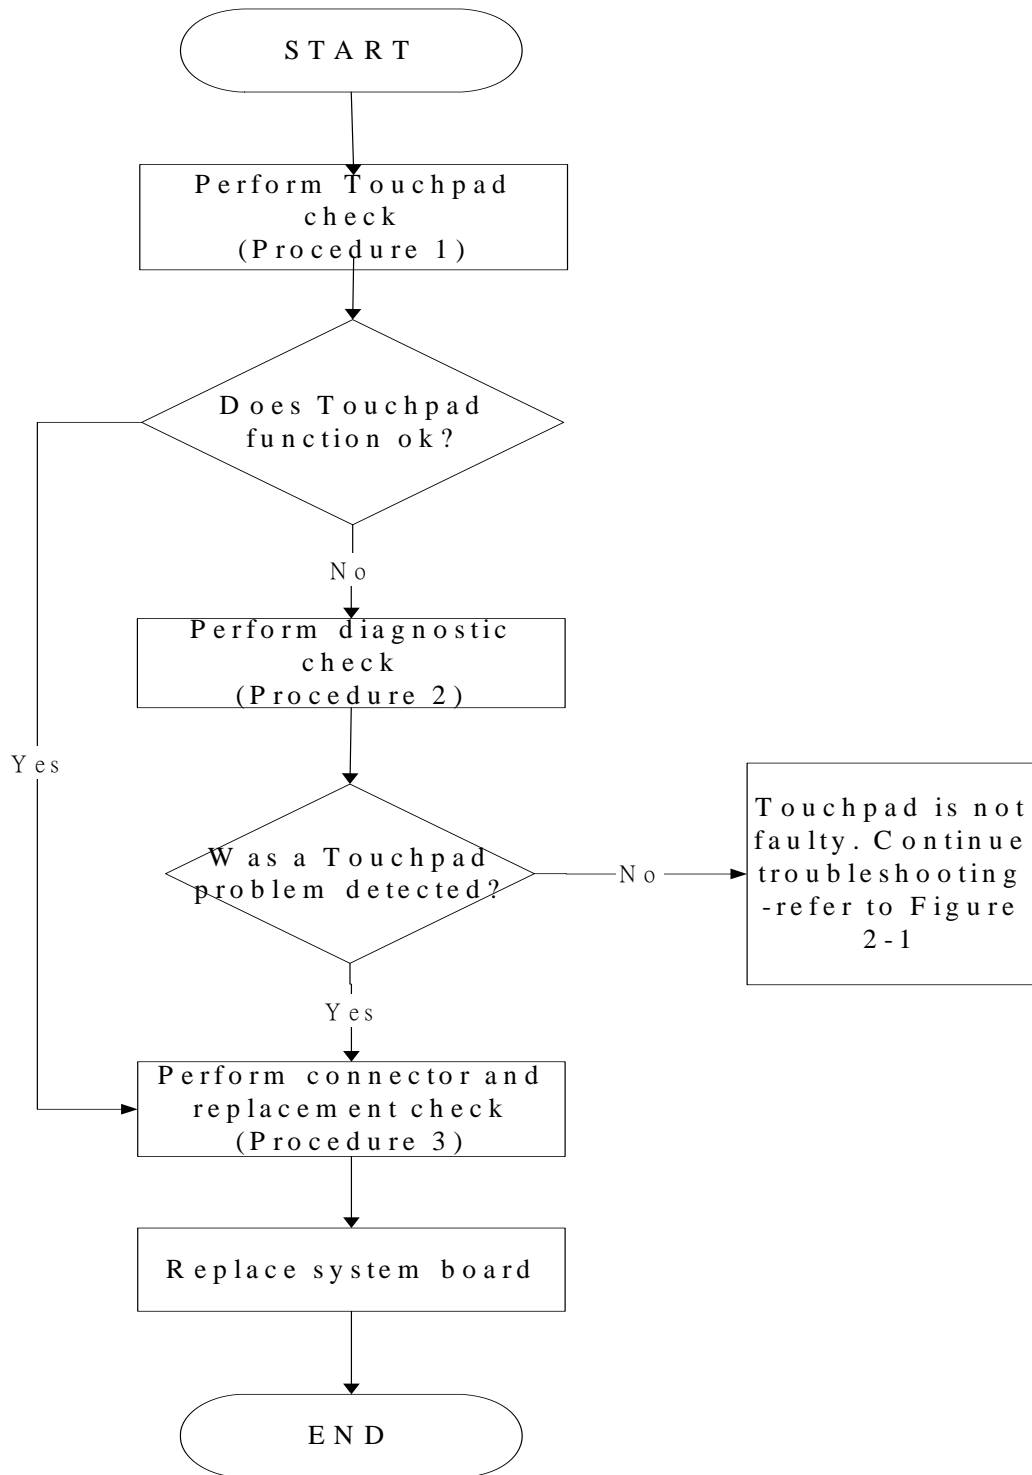 START
Perform Touchpad
check
(Procedure 1)
Does Touchpad
function ok?
No
Perform diagnostic
check
(Procedure 2)
Yes
Was a Touchpad
problem detected?
No
Touchpad is not
faulty. Continue
troubleshooting
-refer to Figure
2-1
Yes
Perform connector and
replacement check
(Procedure 3)
Replace system board
END